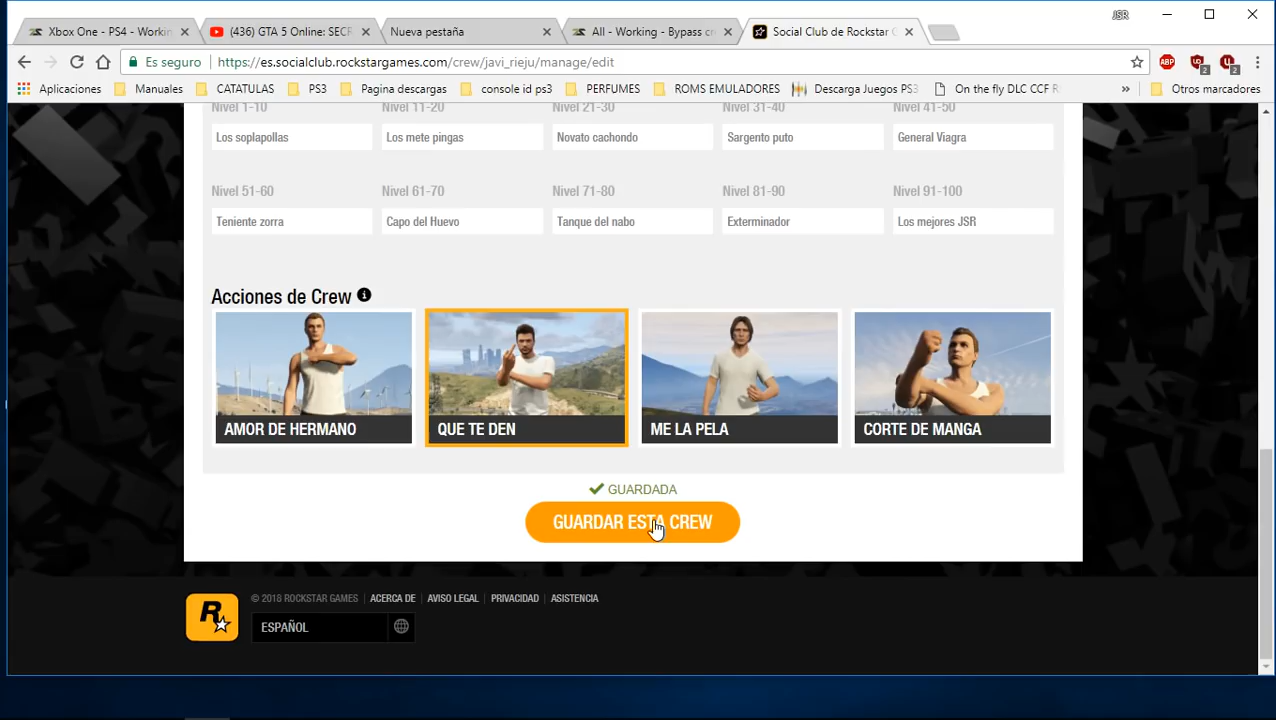 JSR
Xbox One - PS4 - Workin
(436) GTA 5 Online: SECR
Nueva pestaña
All - Working - Bypass cr
Social Club de Rockstar G
Es seguro
https://es.socialclub.rockstargames.com/crew/javi_rieju/manage/edit
ABP
2
2
Aplicaciones
Manuales
CATATULAS
PS3
Pagina descargas
console id ps3
PERFUMES
ROMS EMULADORES
Descarga Juegos PS3
On the fly DLC CCF R
»
Otros marcadores
Nivel 1-10 Nivel 11-20 Nivel 21-30 Nivel 31-40 Nivel 41-50
Los soplapollas Los mete pingas Novato cachondo Sargento puto General Viagra
Nivel 51-60 Nivel 61-70 Nivel 71-80 Nivel 81-90 Nivel 91-100
Teniente zorra Capo del Huevo Tanque del nabo Exterminador Los mejores JSR
Acciones de Crew
AMOR DE HERMANO QUE TE DEN ME LA PELA CORTE DE MANGA
GUARDADA
GUARDAR ESTA CREW
R
© 2018 ROCKSTAR GAMES | ACERCA DE | AVISO LEGAL | PRIVACIDAD | ASISTENCIA
ESPAÑOL